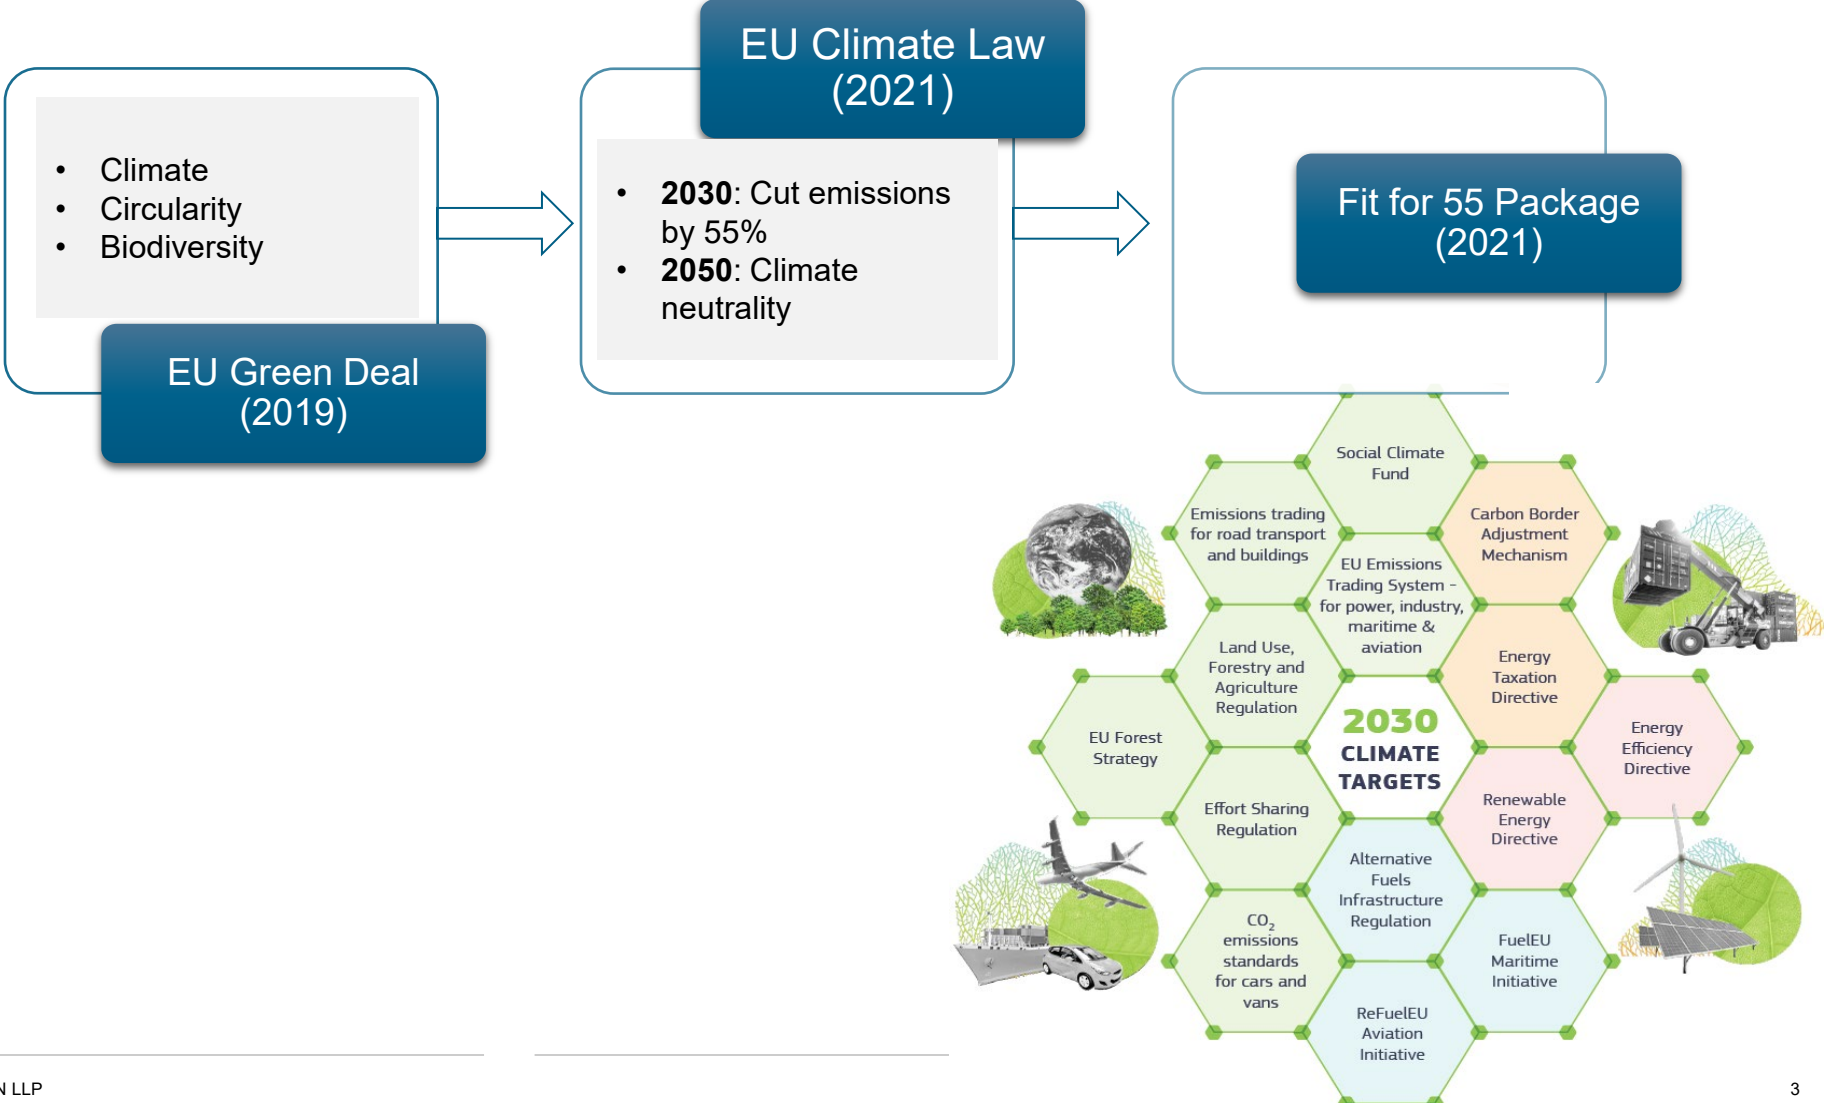 EU Climate Law
(2021)
• Climate
• Circularity
• Biodiversity
EU Green Deal
(2019)
• 2030: Cut emissions
by 55%
• 2050: Climate
neutrality
Fit for 55 Package
(2021)
Social Climate
Fund
Emissions trading
for road transport
and buildings
Carbon Border
Adjustment
Mechanism
EU Emissions
Trading System -
for power, industry,
maritime &
aviation
Land Use,
Forestry and
Agriculture
Regulation
Energy
Taxation
Directive
EU Forest
Strategy
2030
CLIMATE
TARGETS
Energy
Efficiency
Directive
Effort Sharing
Regulation
Renewable
Energy
Directive
Alternative
Fuels
Infrastructure
Regulation
CO₂
emissions
standards
for cars and
vans
FuelEU
Maritime
Initiative
ReFuelEU
Aviation
Initiative
N LLP
3